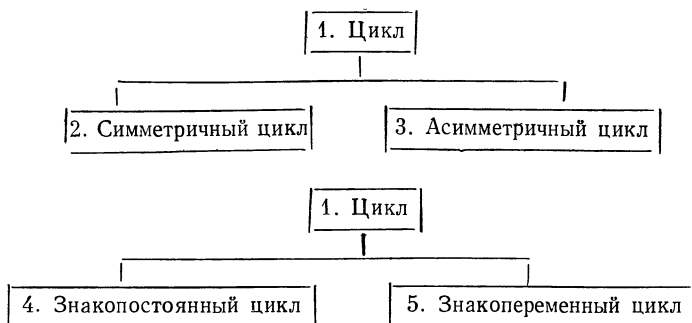 1. Цикл
2. Симметричный цикл
3. Асимметричный цикл
1. Цикл
4. Знакопостоянный цикл
5. Знакопеременный цикл